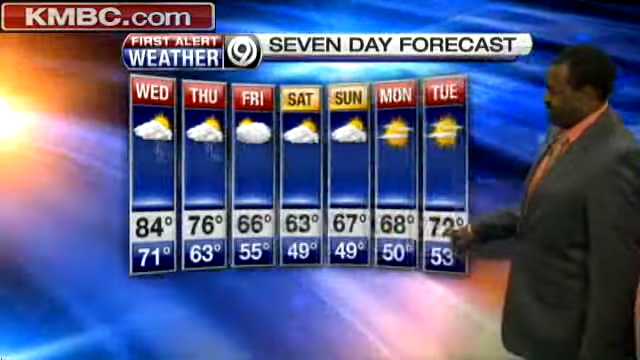 KMBC.com
FIRST ALERT
WEATHER 9 SEVEN DAY FORECAST
WED THU FRI SAT SUN MON TUE
84° 76° 66° 63° 67° 68° 72°
71° 63° 55° 49° 49° 50° 53